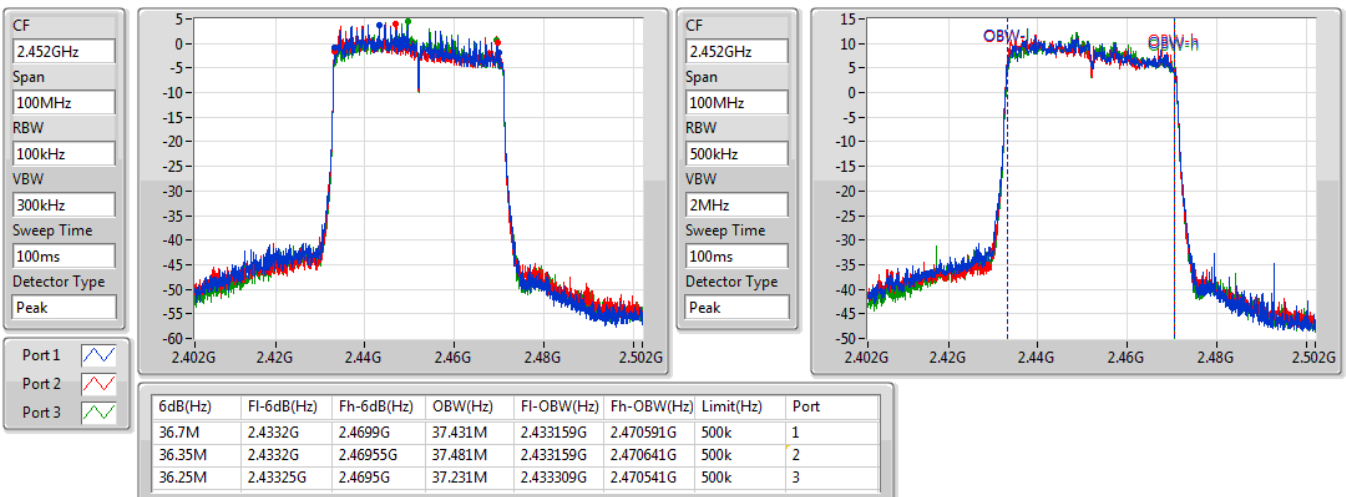 CF
2.452GHz
Span
100MHz
RBW
100kHz
VBW
300kHz
Sweep Time
100ms
Detector Type
Peak
Port 1
Port 2
Port 3
5-
0-
-5-
-10-
-15-
-20-
-25-
-30-
-35-
-40-
-45-
-50-
-55-
-60-
2.402G 2.42G 2.44G 2.46G 2.48G 2.502G
CF
2.452GHz
Span
100MHz
RBW
500kHz
VBW
2MHz
Sweep Time
100ms
Detector Type
Peak
15-
10-
5-
0-
-5-
-10-
-15-
-20-
-25-
-30-
-35-
-40-
-45-
-50-
OBW-l OBW-h
2.402G 2.42G 2.44G 2.46G 2.48G 2.502G
6dB(Hz) Fl-6dB(Hz) Fh-6dB(Hz) OBW(Hz) Fl-OBW(Hz) Fh-OBW(Hz) Limit(Hz) Port
36.7M 2.4332G 2.4699G 37.431M 2.433159G 2.470591G 500k 1
36.35M 2.4332G 2.46955G 37.481M 2.433159G 2.470641G 500k 2
36.25M 2.43325G 2.4695G 37.231M 2.433309G 2.470541G 500k 3